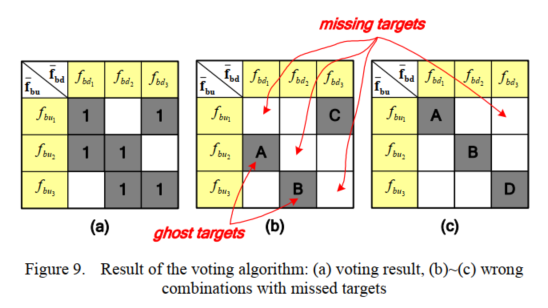 missing targets
f̄bd f̄bu fbd1 fbd2 fbd3
fbu1 1 1
fbu2 1 1
fbu3 1 1
(a)
f̄bd f̄bu fbd1 fbd2 fbd3
fbu1 C
fbu2 A
fbu3 B
(b)
f̄bd f̄bu fbd1 fbd2 fbd3
fbu1 A
fbu2 B
fbu3 D
(c)
ghost targets
Figure 9. Result of the voting algorithm: (a) voting result, (b)~(c) wrong
combinations with missed targets